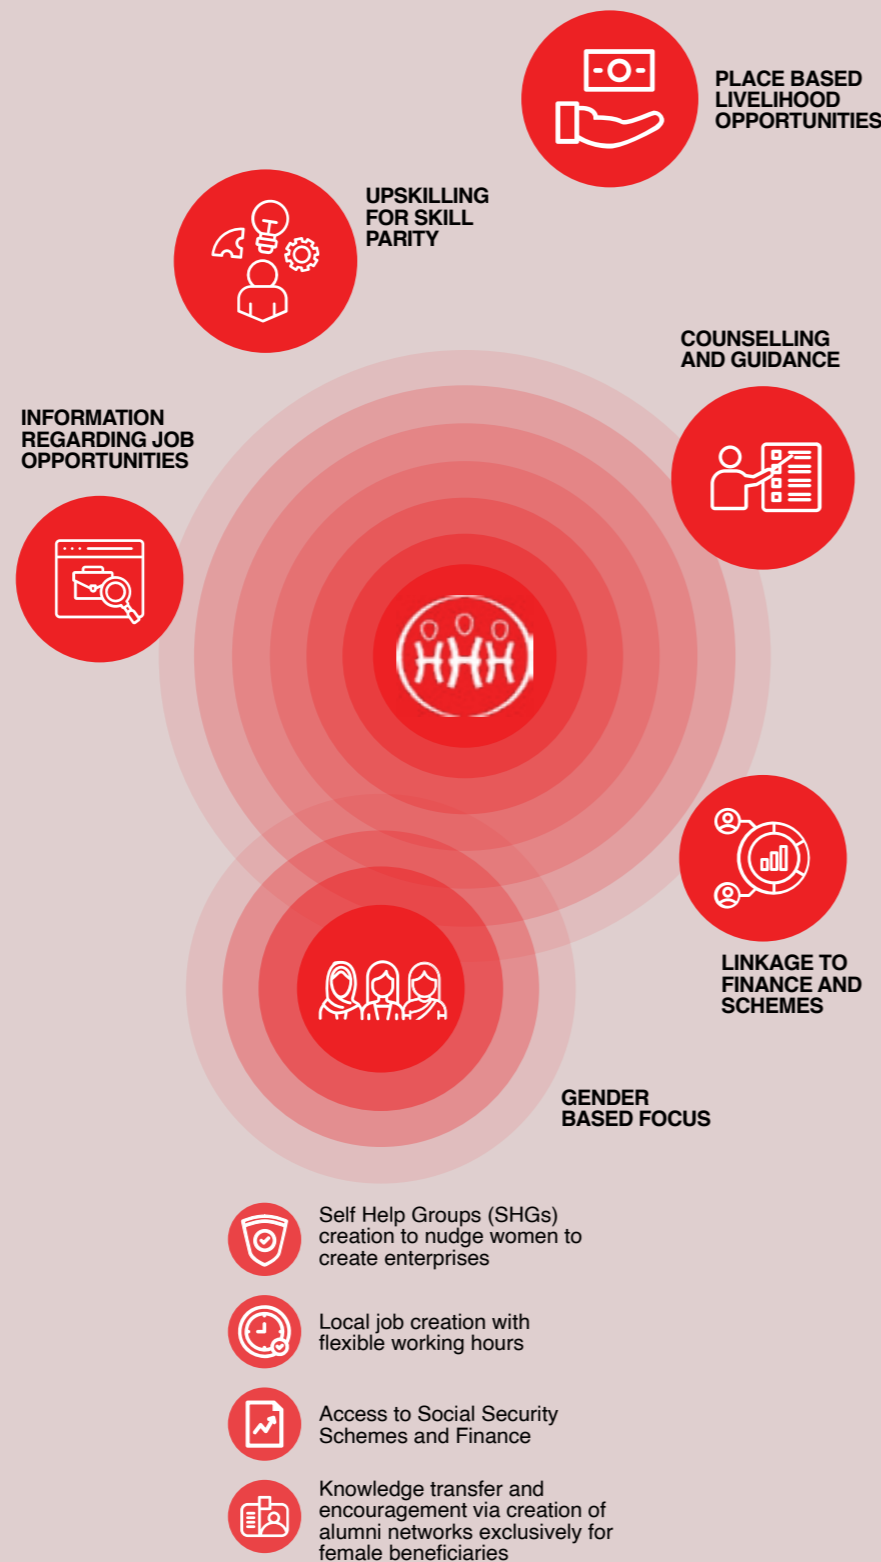 PLACE BASED
LIVELIHOOD
OPPORTUNITIES
UPSKILLING
FOR SKILL
PARITY
COUNSELLING
AND GUIDANCE
INFORMATION
REGARDING JOB
OPPORTUNITIES
LINKAGE TO
FINANCE AND
SCHEMES
GENDER
BASED FOCUS
Self Help Groups (SHGs)
creation to nudge women to
create enterprises
Local job creation with
flexible working hours
Access to Social Security
Schemes and Finance
Knowledge transfer and
encouragement via creation of
alumni networks exclusively for
female beneficiaries